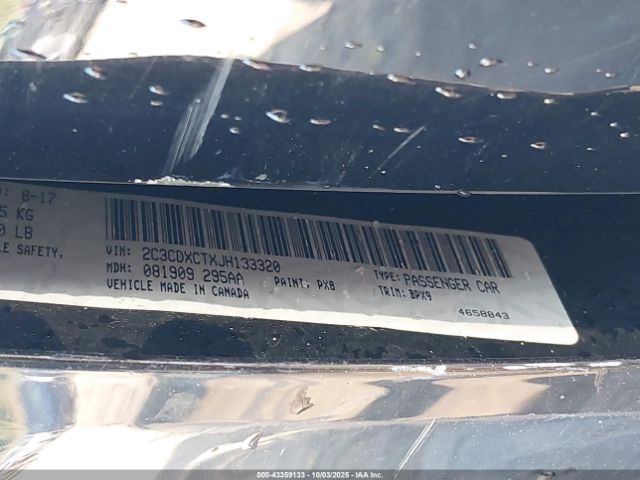 : 8-17
5 KG
0 LB
LE SAFETY,
VIN: 2C3CDXCTXJH133320
MDH: 081909 295AA
VEHICLE MADE IN CANADA
PAINT, PX8
TYPE: PASSENGER CAR
TRIM: BPX9
4658843
000-43359133 - 10/03/2025 - IAA Inc.